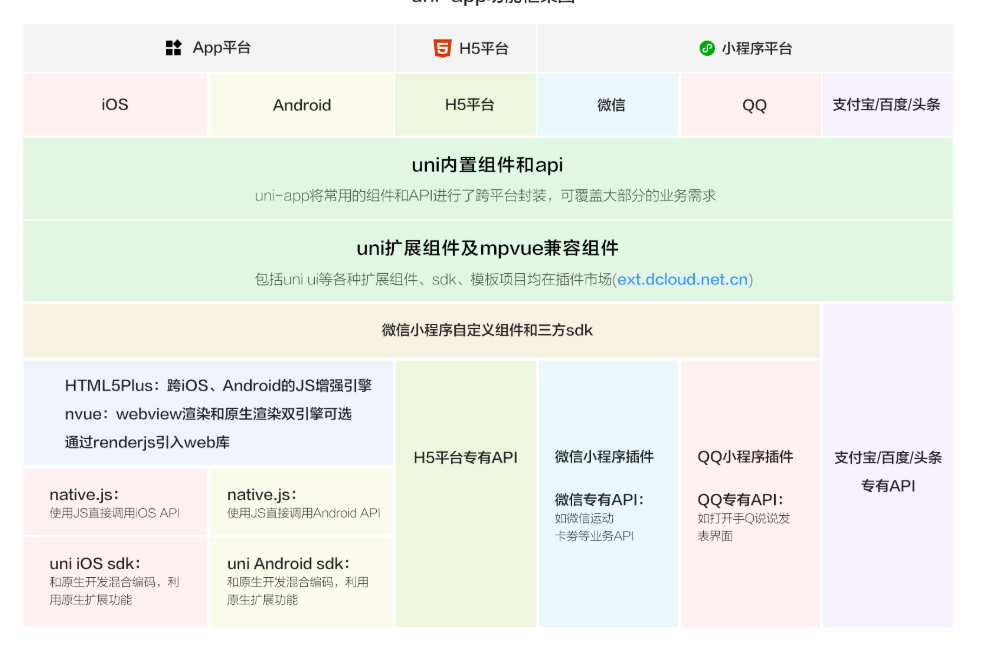 uni-app功能框架图
App平台
H5平台
小程序平台
iOS
Android
H5平台
微信
QQ
支付宝/百度/头条
uni内置组件和api
uni-app将常用的组件和API进行了跨平台封装，可覆盖大部分的业务需求
uni扩展组件及mpvue兼容组件
包括uni ui等各种扩展组件、sdk、模板项目均在插件市场(ext.dcloud.net.cn)
微信小程序自定义组件和三方sdk
HTML5Plus：跨iOS、Android的JS增强引擎
nvue：webview渲染和原生渲染双引擎可选
通过renderjs引入web库
native.js：
使用JS直接调用iOS API
native.js：
使用JS直接调用Android API
uni iOS sdk：
和原生开发混合编码，利
用原生扩展功能
uni Android sdk：
和原生开发混合编码，利用
原生扩展功能
H5平台专有API
微信小程序插件
微信专有API：
如微信运动
卡券等业务API
QQ小程序插件
QQ专有API：
如打开手Q说说发
表界面
支付宝/百度/头条
专有API